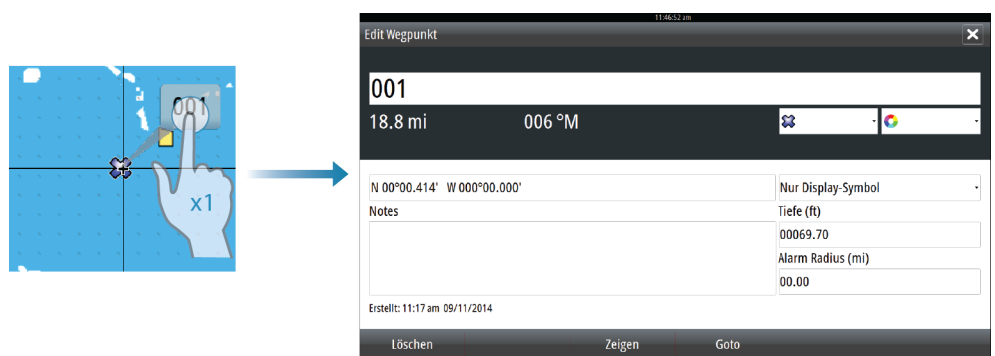 001
x1
11:46:52 am
Edit Wegpunkt
001
18.8 mi 006 °M
N 00°00.414' W 000°00.000' Nur Display-Symbol
Notes Tiefe (ft)
00069.70
Alarm Radius (mi)
00.00
Erstellt: 11:17 am 09/11/2014
Löschen Zeigen Goto